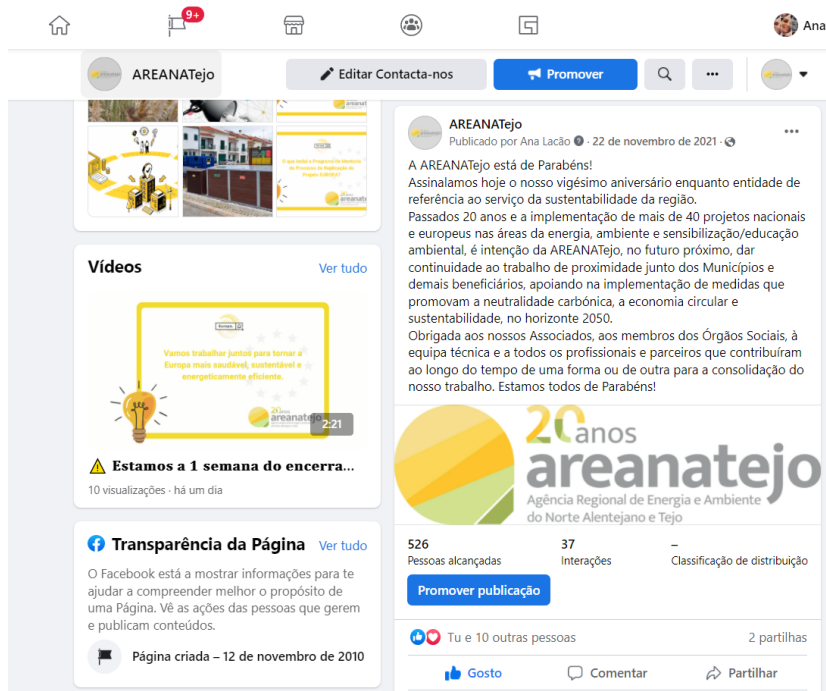 9+
Ana
AREANATejo
Editar Contacta-nos
Promover
Vídeos
Ver tudo
Vamos trabalhar juntos para tornar a
Europa mais saudável, sustentável e
energeticamente eficiente.
20 anos
areanatejo
2:21
Estamos a 1 semana do encerra...
10 visualizações · há um dia
Transparência da Página
Ver tudo
O Facebook está a mostrar informações para te
ajudar a compreender melhor o propósito de
uma Página. Vê as ações das pessoas que gerem
e publicam conteúdos.
Página criada – 12 de novembro de 2010
AREANATejo
Publicado por Ana Lacão · 22 de novembro de 2021 ·
A AREANATejo está de Parabéns!
Assinalamos hoje o nosso vigésimo aniversário enquanto entidade de
referência ao serviço da sustentabilidade da região.
Passados 20 anos e a implementação de mais de 40 projetos nacionais
e europeus nas áreas da energia, ambiente e sensibilização/educação
ambiental, é intenção da AREANATejo, no futuro próximo, dar
continuidade ao trabalho de proximidade junto dos Municípios e
demais beneficiários, apoiando na implementação de medidas que
promovam a neutralidade carbónica, a economia circular e
sustentabilidade, no horizonte 2050.
Obrigada aos nossos Associados, aos membros dos Órgãos Sociais, à
equipa técnica e a todos os profissionais e parceiros que contribuíram
ao longo do tempo de uma forma ou de outra para a consolidação do
nosso trabalho. Estamos todos de Parabéns!
20 anos
areanatejo
Agência Regional de Energia e Ambiente
do Norte Alentejano e Tejo
526
Pessoas alcançadas
37
Interações
–
Classificação de distribuição
Promover publicação
Tu e 10 outras pessoas
2 partilhas
Gosto
Comentar
Partilhar